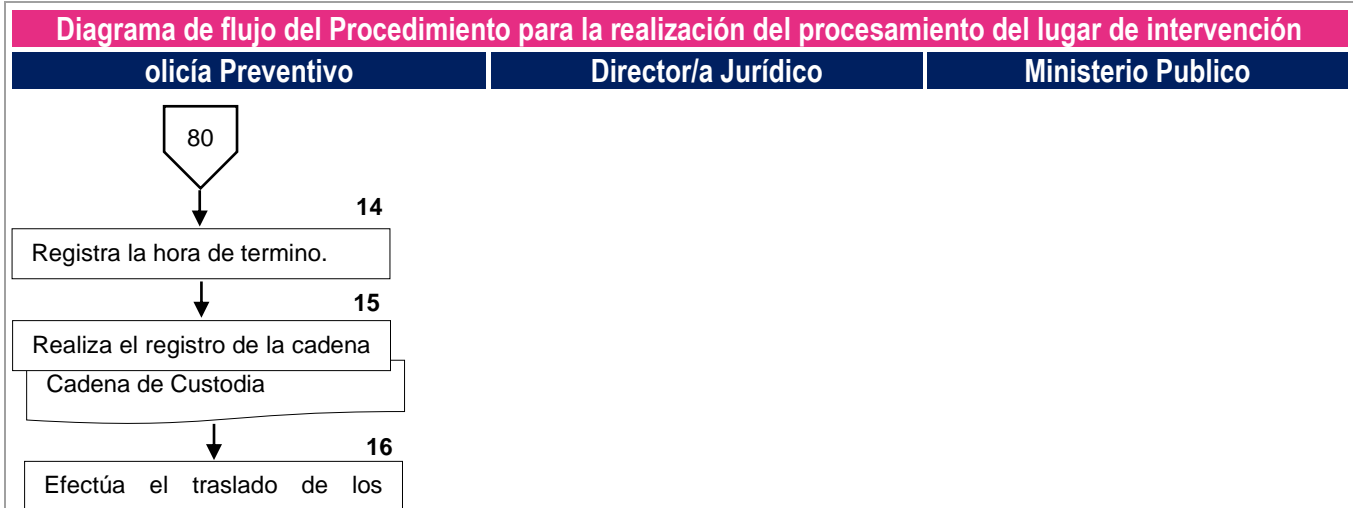 Diagrama de flujo del Procedimiento para la realización del procesamiento del lugar de intervención
olicía Preventivo
Director/a Jurídico
Ministerio Publico
80
14
Registra la hora de termino.
15
Realiza el registro de la cadena
Cadena de Custodia
16
Efectúa el traslado de los